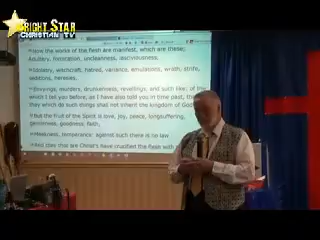 BRIGHT STAR
CHRISTIAN TV
Now the works of the flesh are manifest, which are these;
Adultery, fornication, uncleanness, lasciviousness,
Idolatry, witchcraft, hatred, variance, emulations, wrath, strife,
seditions, heresies,
Envyings, murders, drunkenness, revellings, and such like: of the
which I tell you before, as I have also told you in time past, that
they which do such things shall not inherit the kingdom of God
But the fruit of the Spirit is love, joy, peace, longsuffering,
gentleness, goodness, faith,
Meekness, temperance: against such there is no law
And they that are Christ's have crucified the flesh with